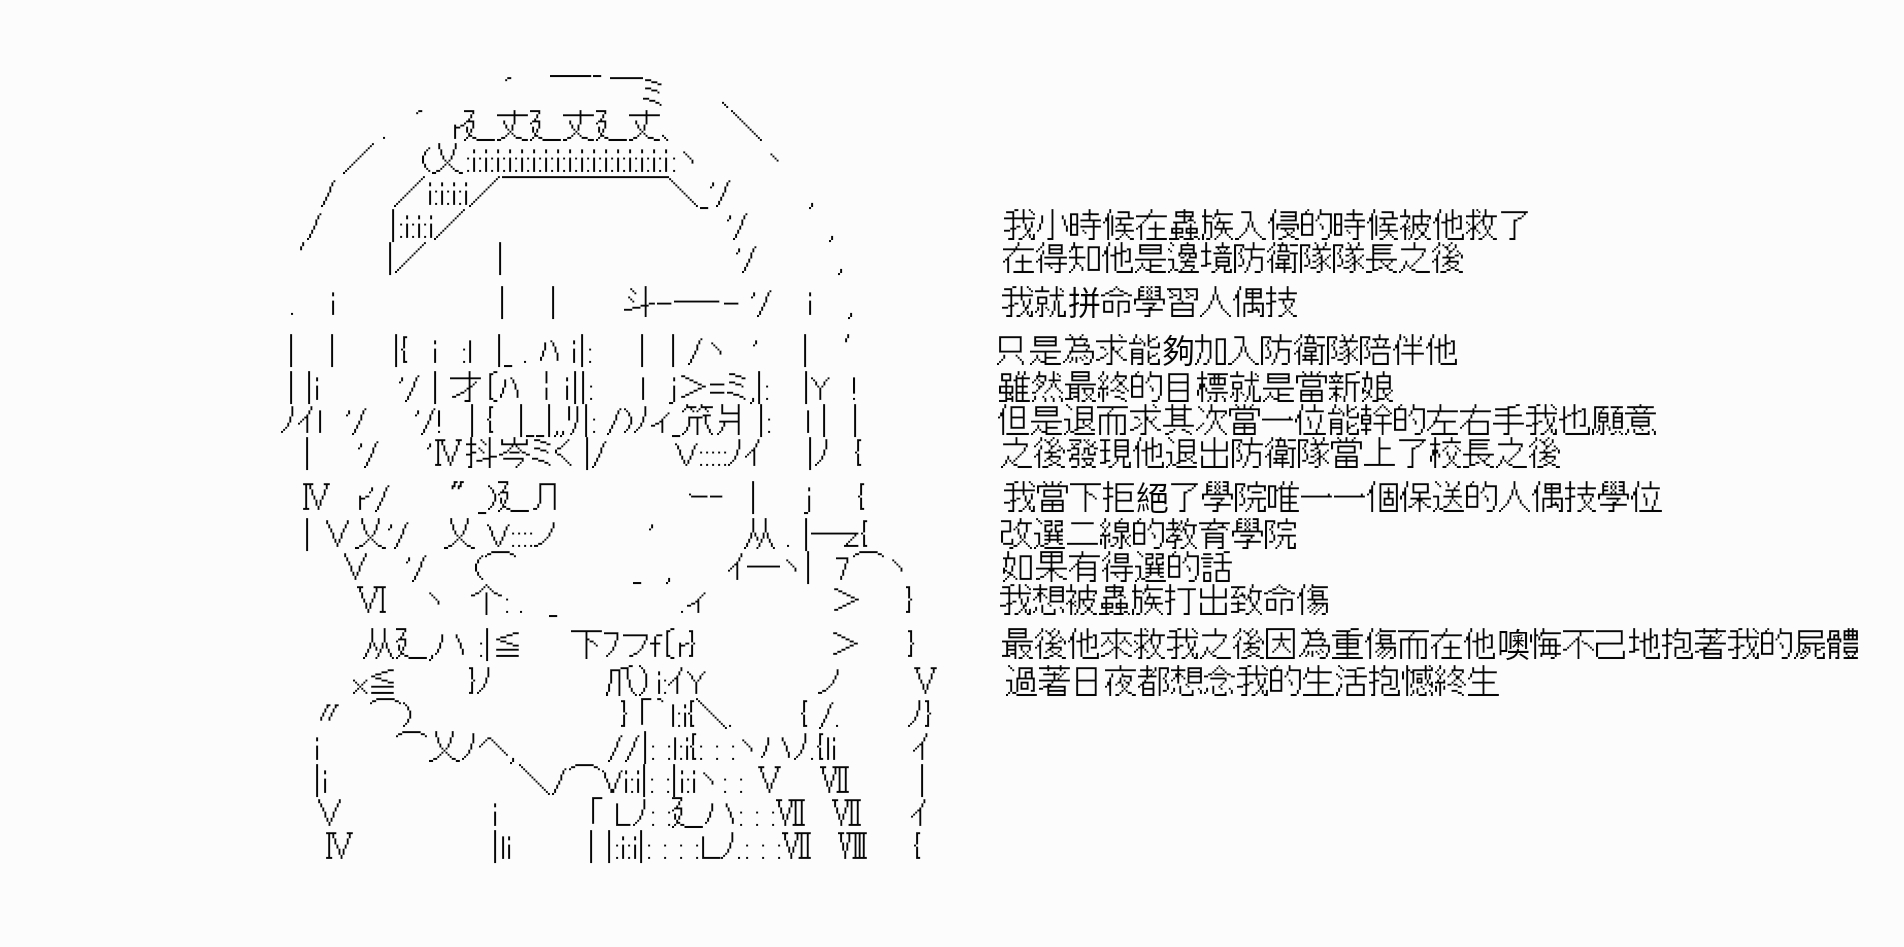 我小時候在蟲族入侵的時候被他救了
在得知他是邊境防衛隊隊長之後
我就拼命學習人偶技
只是為求能夠加入防衛隊陪伴他
雖然最終的目標就是當新娘
但是退而求其次當一位能幹的左右手我也願意
之後發現他退出防衛隊當上了校長之後
我當下拒絕了學院唯一一個保送的人偶技學位
改選二線的教育學院
如果有得選的話
我想被蟲族打出致命傷
最後他來救我之後因為重傷而在他噢悔不己地抱著我的屍體
過著日夜都想念我的生活抱憾終生